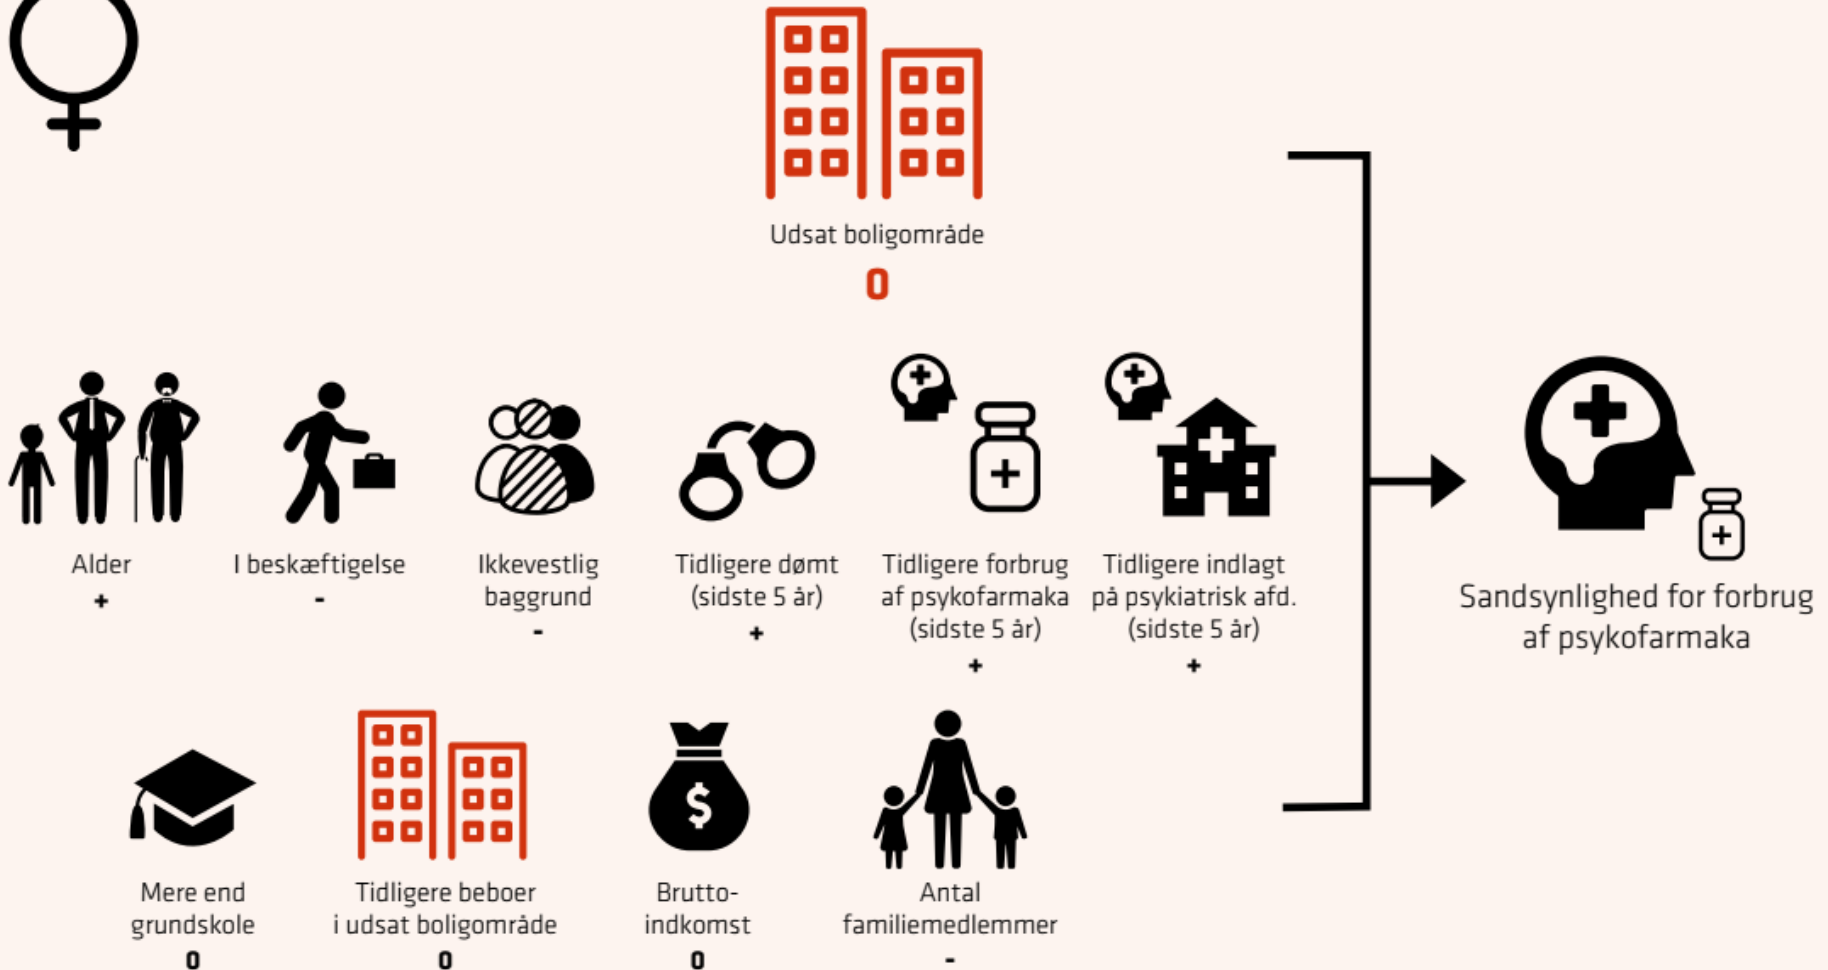 Udsat boligområde
0
Alder
+
I beskæftigelse
-
Ikkevestlig
baggrund
-
Tidligere dømt
(sidste 5 år)
+
Tidligere forbrug
af psykofarmaka
(sidste 5 år)
+
Tidligere indlagt
på psykiatrisk afd.
(sidste 5 år)
+
Mere end
grundskole
0
Tidligere beboer
i udsat boligområde
0
$
Brutto-
indkomst
0
Antal
familiemedlemmer
-
Sandsynlighed for forbrug
af psykofarmaka